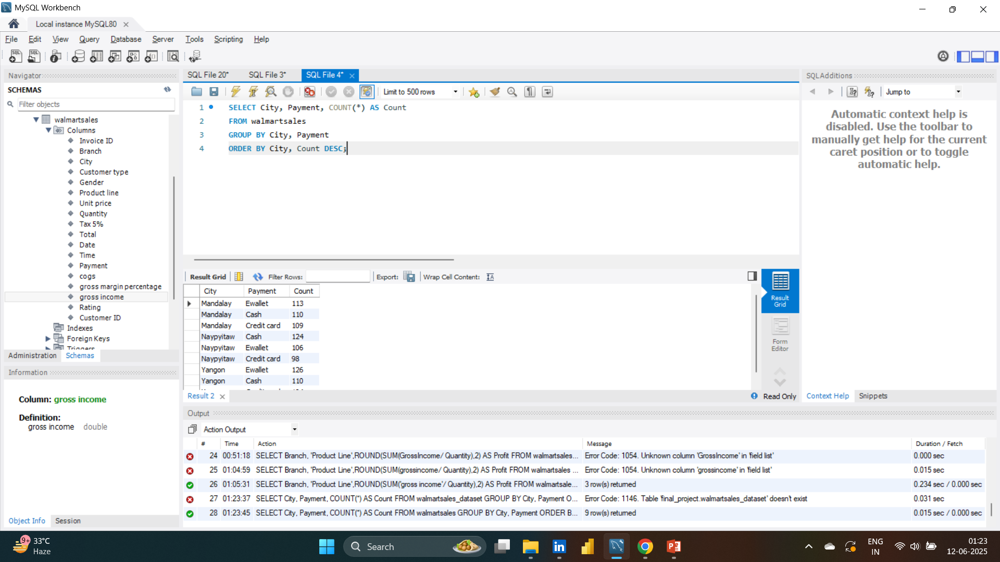 MySQL Workbench
Local instance MySQL80
File Edit View Query Database Server Tools Scripting Help
Navigator
SCHEMAS
Filter objects
walmartsales
Columns
Invoice ID
Branch
City
Customer type
Gender
Product line
Unit price
Quantity
Tax 5%
Total
Date
Time
Payment
cogs
gross margin percentage
gross income
Rating
Customer ID
Indexes
Foreign Keys
Triggers
Administration Schemas
Information
Column: gross income
Definition:
gross income double
Object Info Session
SQL File 20* SQL File 3* SQL File 4*
Limit to 500 rows
1 SELECT City, Payment, COUNT(*) AS Count
2 FROM walmartsales
3 GROUP BY City, Payment
4 ORDER BY City, Count DESC;
Result Grid Filter Rows: Export: Wrap Cell Content:
City Payment Count
Mandalay Ewallet 113
Mandalay Cash 110
Mandalay Credit card 109
Naypyitaw Cash 124
Naypyitaw Ewallet 106
Naypyitaw Credit card 98
Yangon Ewallet 126
Yangon Cash 110
Result Grid
Form Editor
Result 2
Read Only
SQLAdditions
Jump to
Automatic context help is
disabled. Use the toolbar to
manually get help for the current
caret position or to toggle
automatic help.
Context Help Snippets
Output
Action Output
# Time Action Message Duration / Fetch
24 00:51:18 SELECT Branch, 'Product Line',ROUND(SUM(GrossIncome/ Quantity),2) AS Profit FROM walmartsales... Error Code: 1054. Unknown column 'GrossIncome' in 'field list' 0.000 sec
25 01:04:59 SELECT Branch, 'Product Line',ROUND(SUM(grossincome/ Quantity),2) AS Profit FROM walmartsales ... Error Code: 1054. Unknown column 'grossincome' in 'field list' 0.015 sec
26 01:05:31 SELECT Branch, 'Product Line',ROUND(SUM('gross income'/ Quantity),2) AS Profit FROM walmartsale... 3 row(s) returned 0.234 sec / 0.000 sec
27 01:23:37 SELECT City, Payment, COUNT(*) AS Count FROM walmartsales_dataset GROUP BY City, Payment O... Error Code: 1146. Table 'final_project.walmartsales_dataset' doesn't exist 0.031 sec
28 01:23:45 SELECT City, Payment, COUNT(*) AS Count FROM walmartsales GROUP BY City, Payment ORDER B... 9 row(s) returned 0.015 sec / 0.000 sec
9+ 33°C
Haze
Search
ENG
IN
01:23
12-06-2025